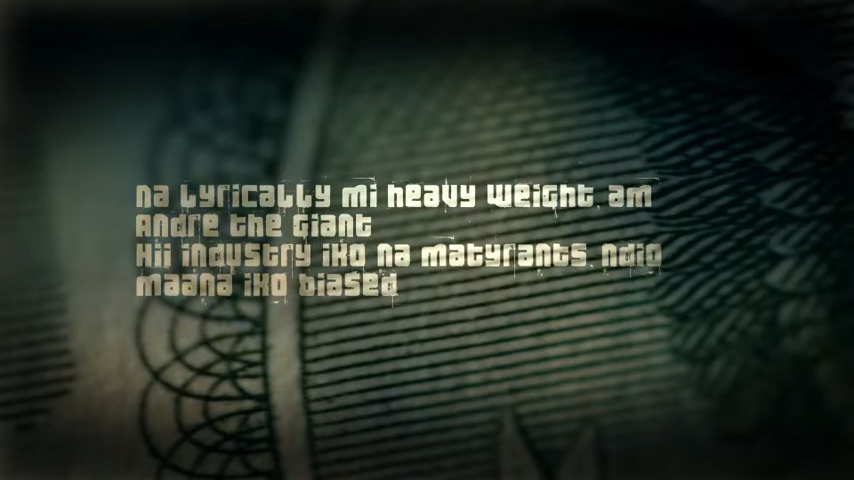 Na Lyrically mi heavy weight, am
Andre the Giant
Hii industry iko na matyrants, ndio
maana iko biased